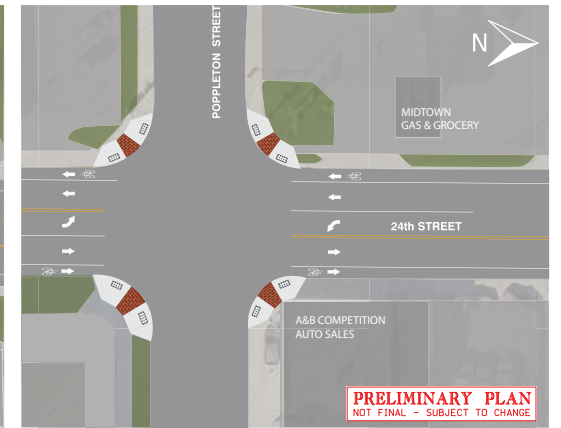 POPPLETON STREET
N
MIDTOWN
GAS & GROCERY
24th STREET
A&B COMPETITION
AUTO SALES
PRELIMINARY PLAN
NOT FINAL - SUBJECT TO CHANGE